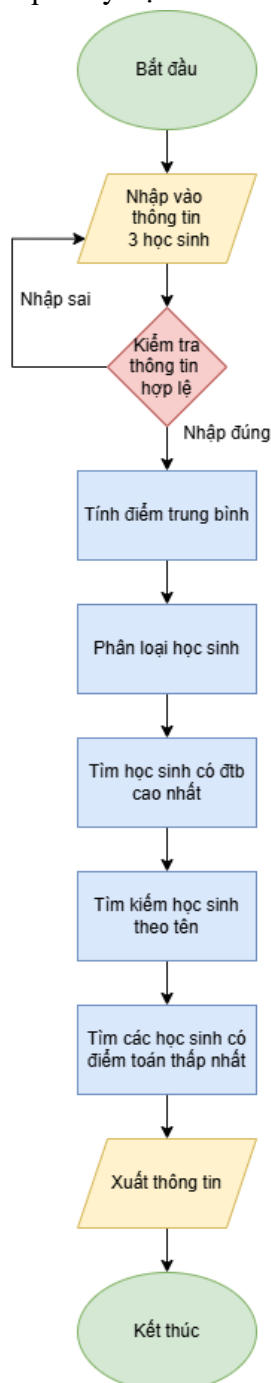 Bắt đầu
Nhập vào
thông tin
3 học sinh
Nhập sai
Kiểm tra
thông tin
hợp lệ
Nhập đúng
Tính điểm trung bình
Phân loại học sinh
Tìm học sinh có đtb
cao nhất
Tìm kiếm học sinh
theo tên
Tìm các học sinh có
điểm toán thấp nhất
Xuất thông tin
Kết thúc